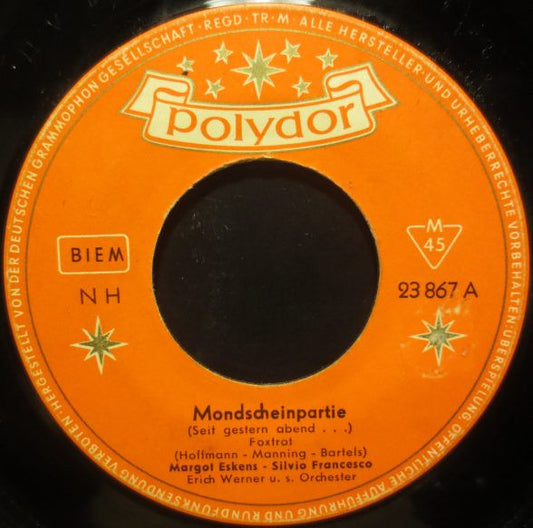 HERGESTELLT VON DER DEUTSCHEN GRAMMOPHON GESELLSCHAFT · REGD · TR · M · ALLE HERSTELLER- UND URHEBERRECHTE VORBEHALTEN: ÜBERSPIELUNG, ÖFFENTLICHE AUFFÜHRUNG UND RUNDFUNKSENDUNG VERBOTEN ·
polydor
BIEM
NH
M
45
23 867 A
Mondscheinpartie
(Seit gestern abend . . .)
Foxtrot
(Hoffmann - Manning - Bartels)
Margot Eskens - Silvio Francesco
Erich Werner u. s. Orchester